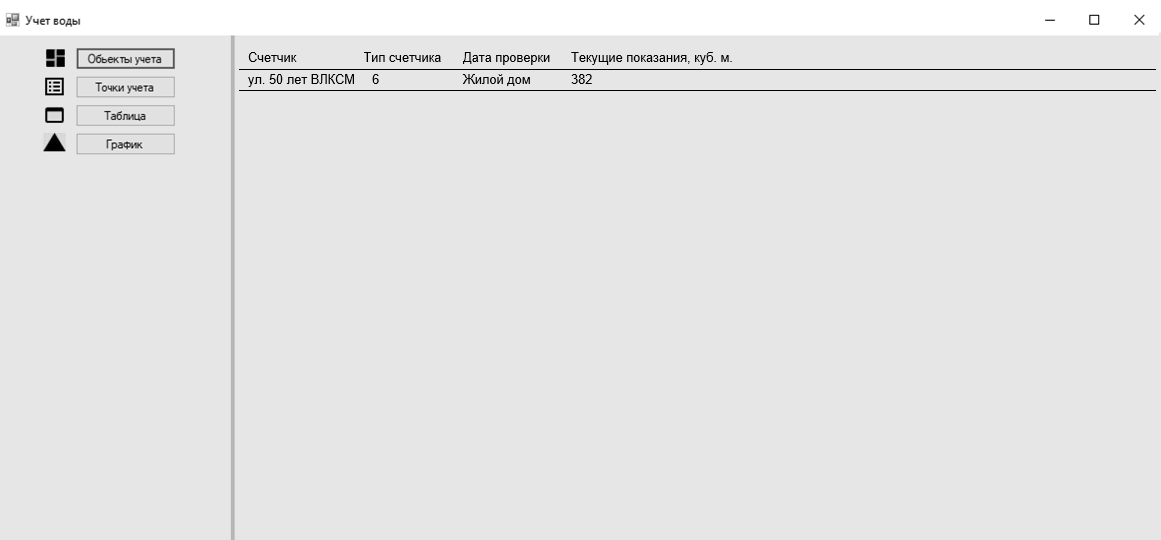 Учет воды
Обьекты учета
Точки учета
Таблица
График
Счетчик Тип счетчика Дата проверки Текущие показания, куб. м.
ул. 50 лет ВЛКСМ 6 Жилой дом 382